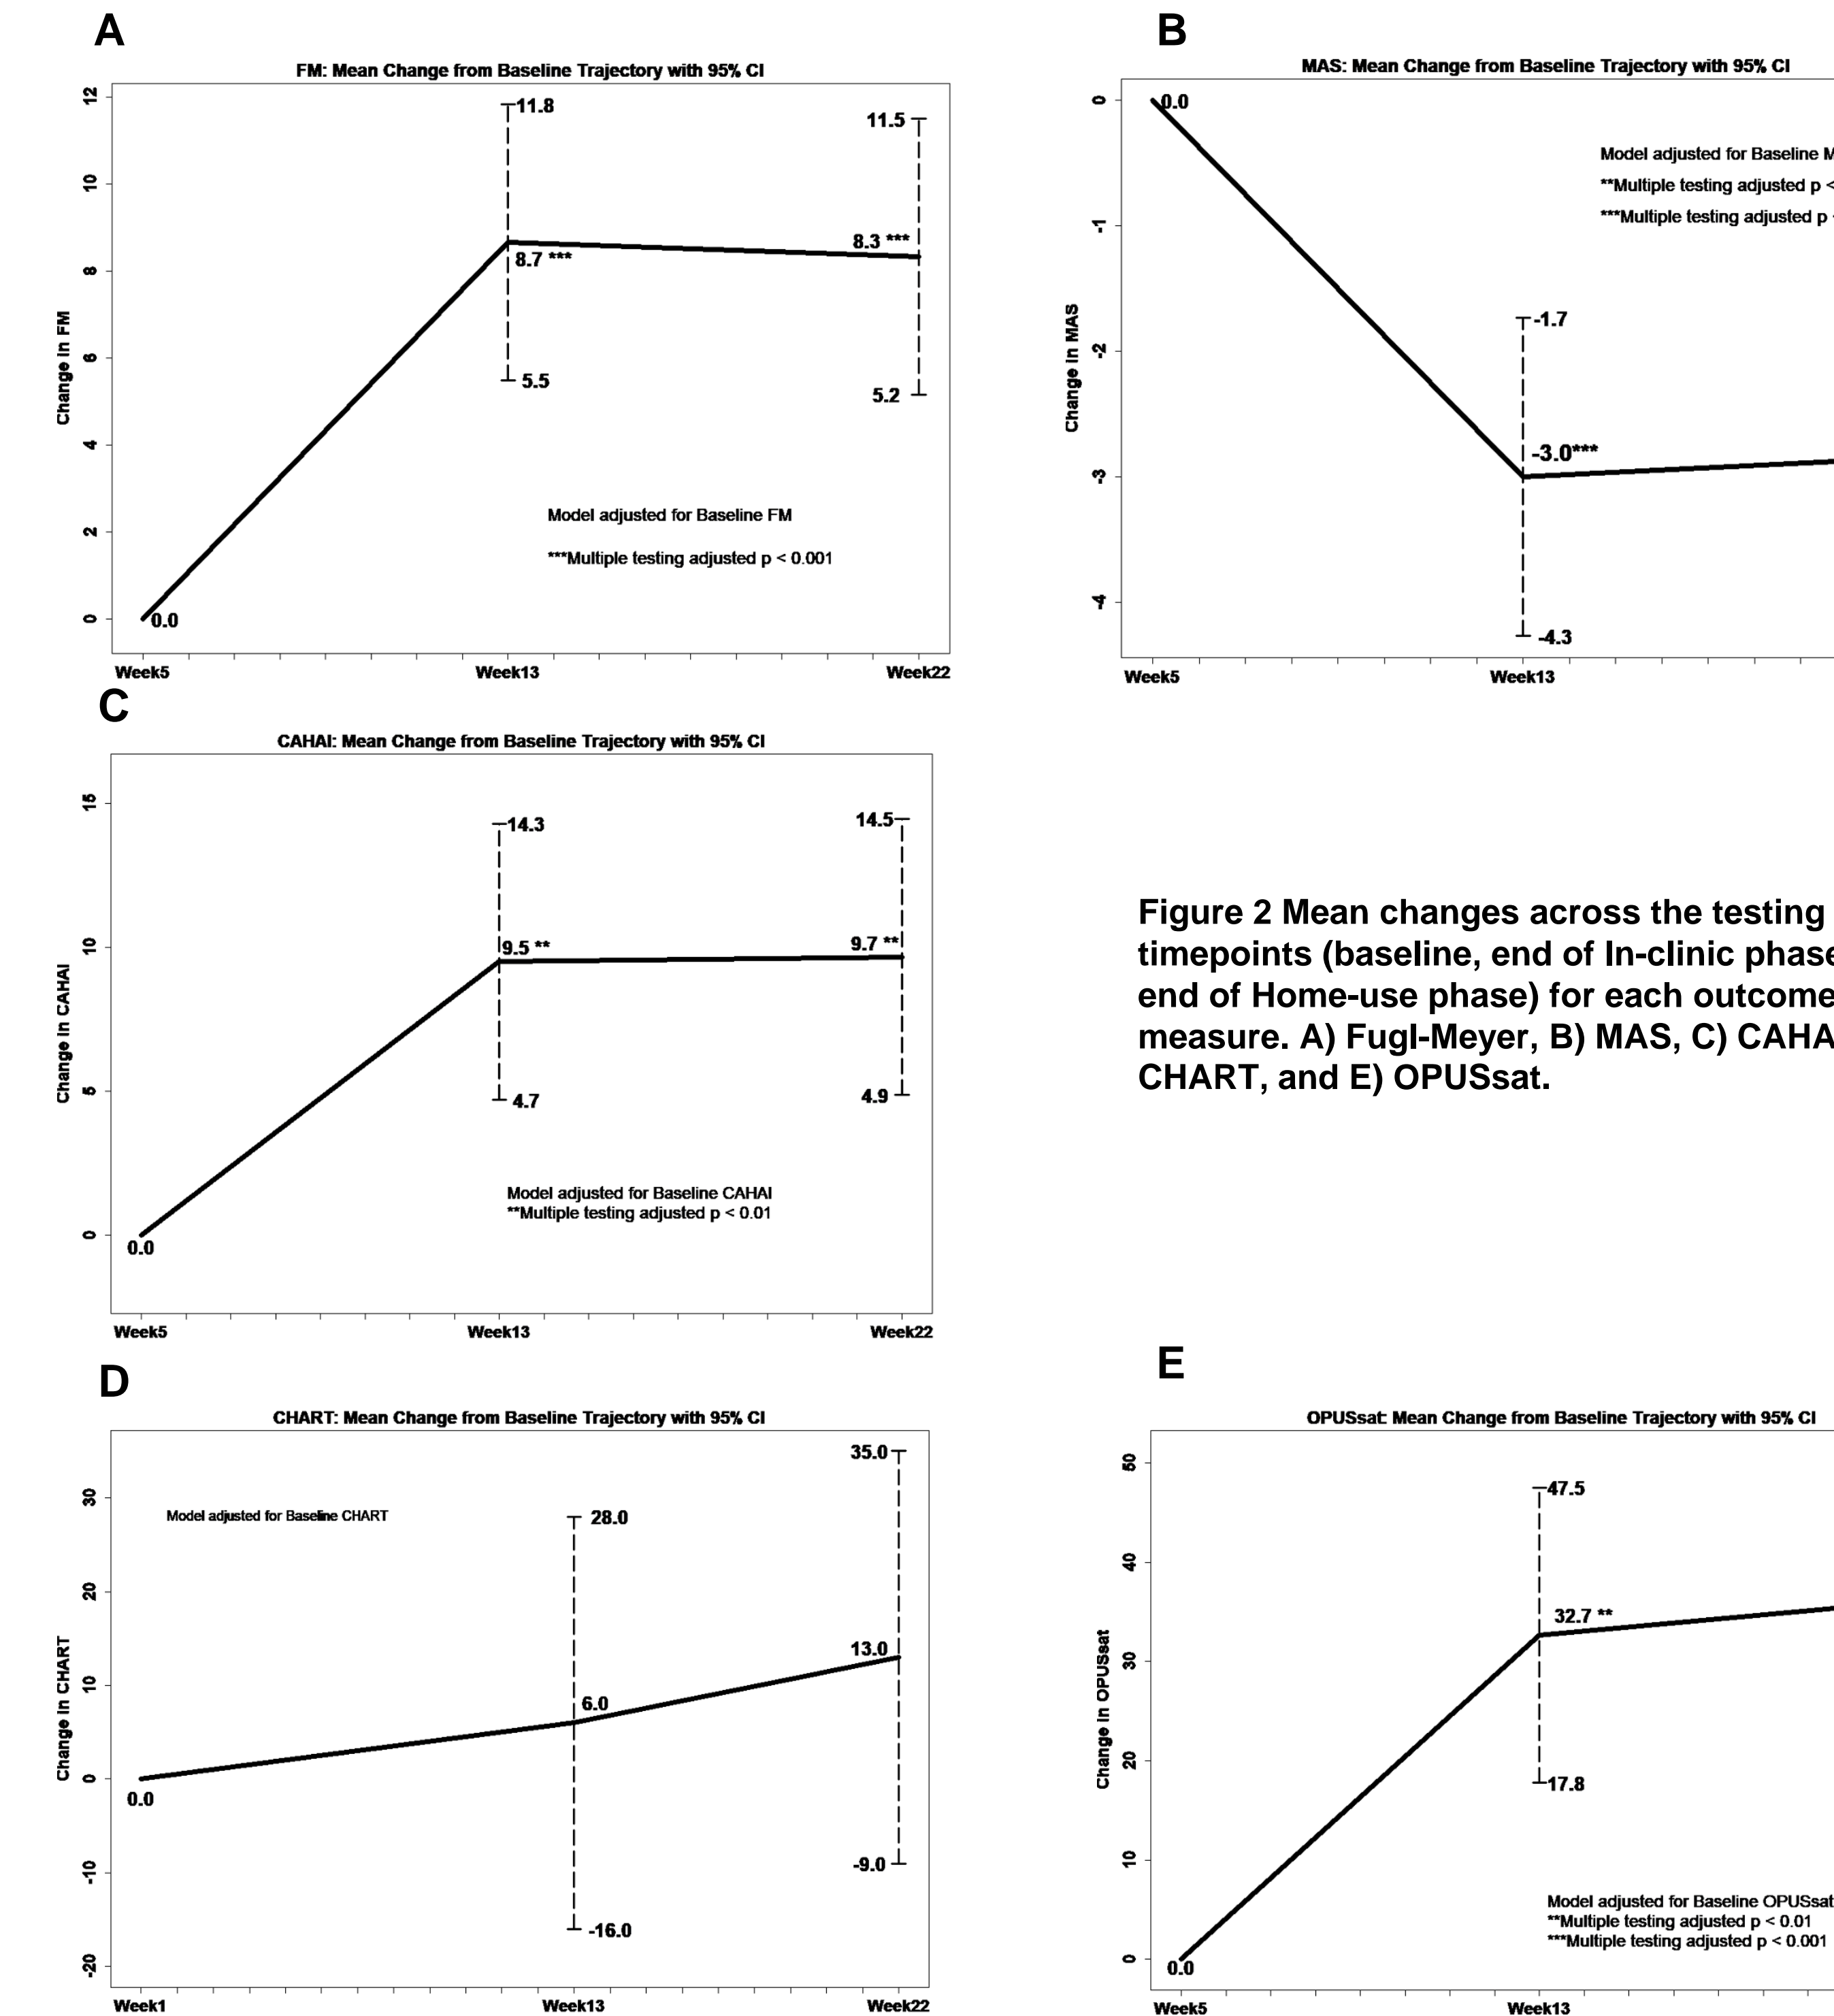 A
FM: Mean Change from Baseline Trajectory with 95% CI
Change in FM
12
10
8
6
4
2
0
11.8
11.5
8.7 ***
8.3 ***
5.5
5.2
0.0
Model adjusted for Baseline FM
***Multiple testing adjusted p < 0.001
Week5
Week13
Week22
B
MAS: Mean Change from Baseline Trajectory with 95% CI
Change in MAS
0
-1
-2
-3
-4
0.0
Model adjusted for Baseline M
**Multiple testing adjusted p <
***Multiple testing adjusted p
-1.7
-3.0***
-4.3
Week5
Week13
C
CAHAI: Mean Change from Baseline Trajectory with 95% CI
Change in CAHAI
15
10
5
0
14.3
14.5
9.5 **
9.7 **
4.7
4.9
0.0
Model adjusted for Baseline CAHAI
**Multiple testing adjusted p < 0.01
Week5
Week13
Week22
Figure 2 Mean changes across the testing
timepoints (baseline, end of In-clinic phase
end of Home-use phase) for each outcome
measure. A) Fugl-Meyer, B) MAS, C) CAHA
CHART, and E) OPUSsat.
D
CHART: Mean Change from Baseline Trajectory with 95% CI
Change in CHART
30
20
10
0
-10
-20
Model adjusted for Baseline CHART
35.0
28.0
13.0
6.0
0.0
-9.0
-16.0
Week1
Week13
Week22
E
OPUSsat: Mean Change from Baseline Trajectory with 95% CI
Change in OPUSsat
50
40
30
20
10
0
47.5
32.7 **
17.8
0.0
Model adjusted for Baseline OPUSsat
**Multiple testing adjusted p < 0.01
***Multiple testing adjusted p < 0.001
Week5
Week13